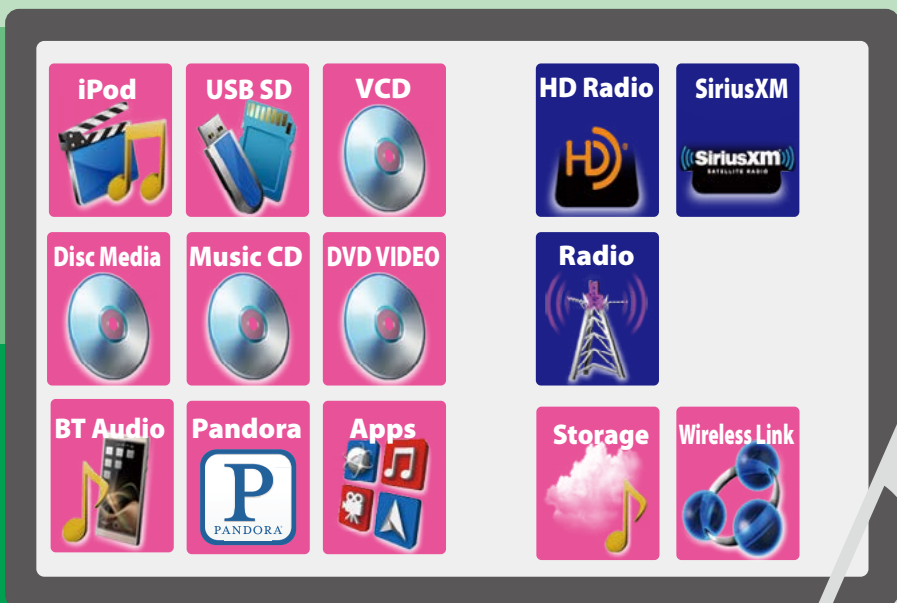 iPod
USB SD
VCD
HD Radio
SiriusXM
HD
SiriusXM
SATELLITE RADIO
Disc Media
Music CD
DVD VIDEO
Radio
BT Audio
Pandora
Apps
Storage
Wireless Link
P
PANDORA